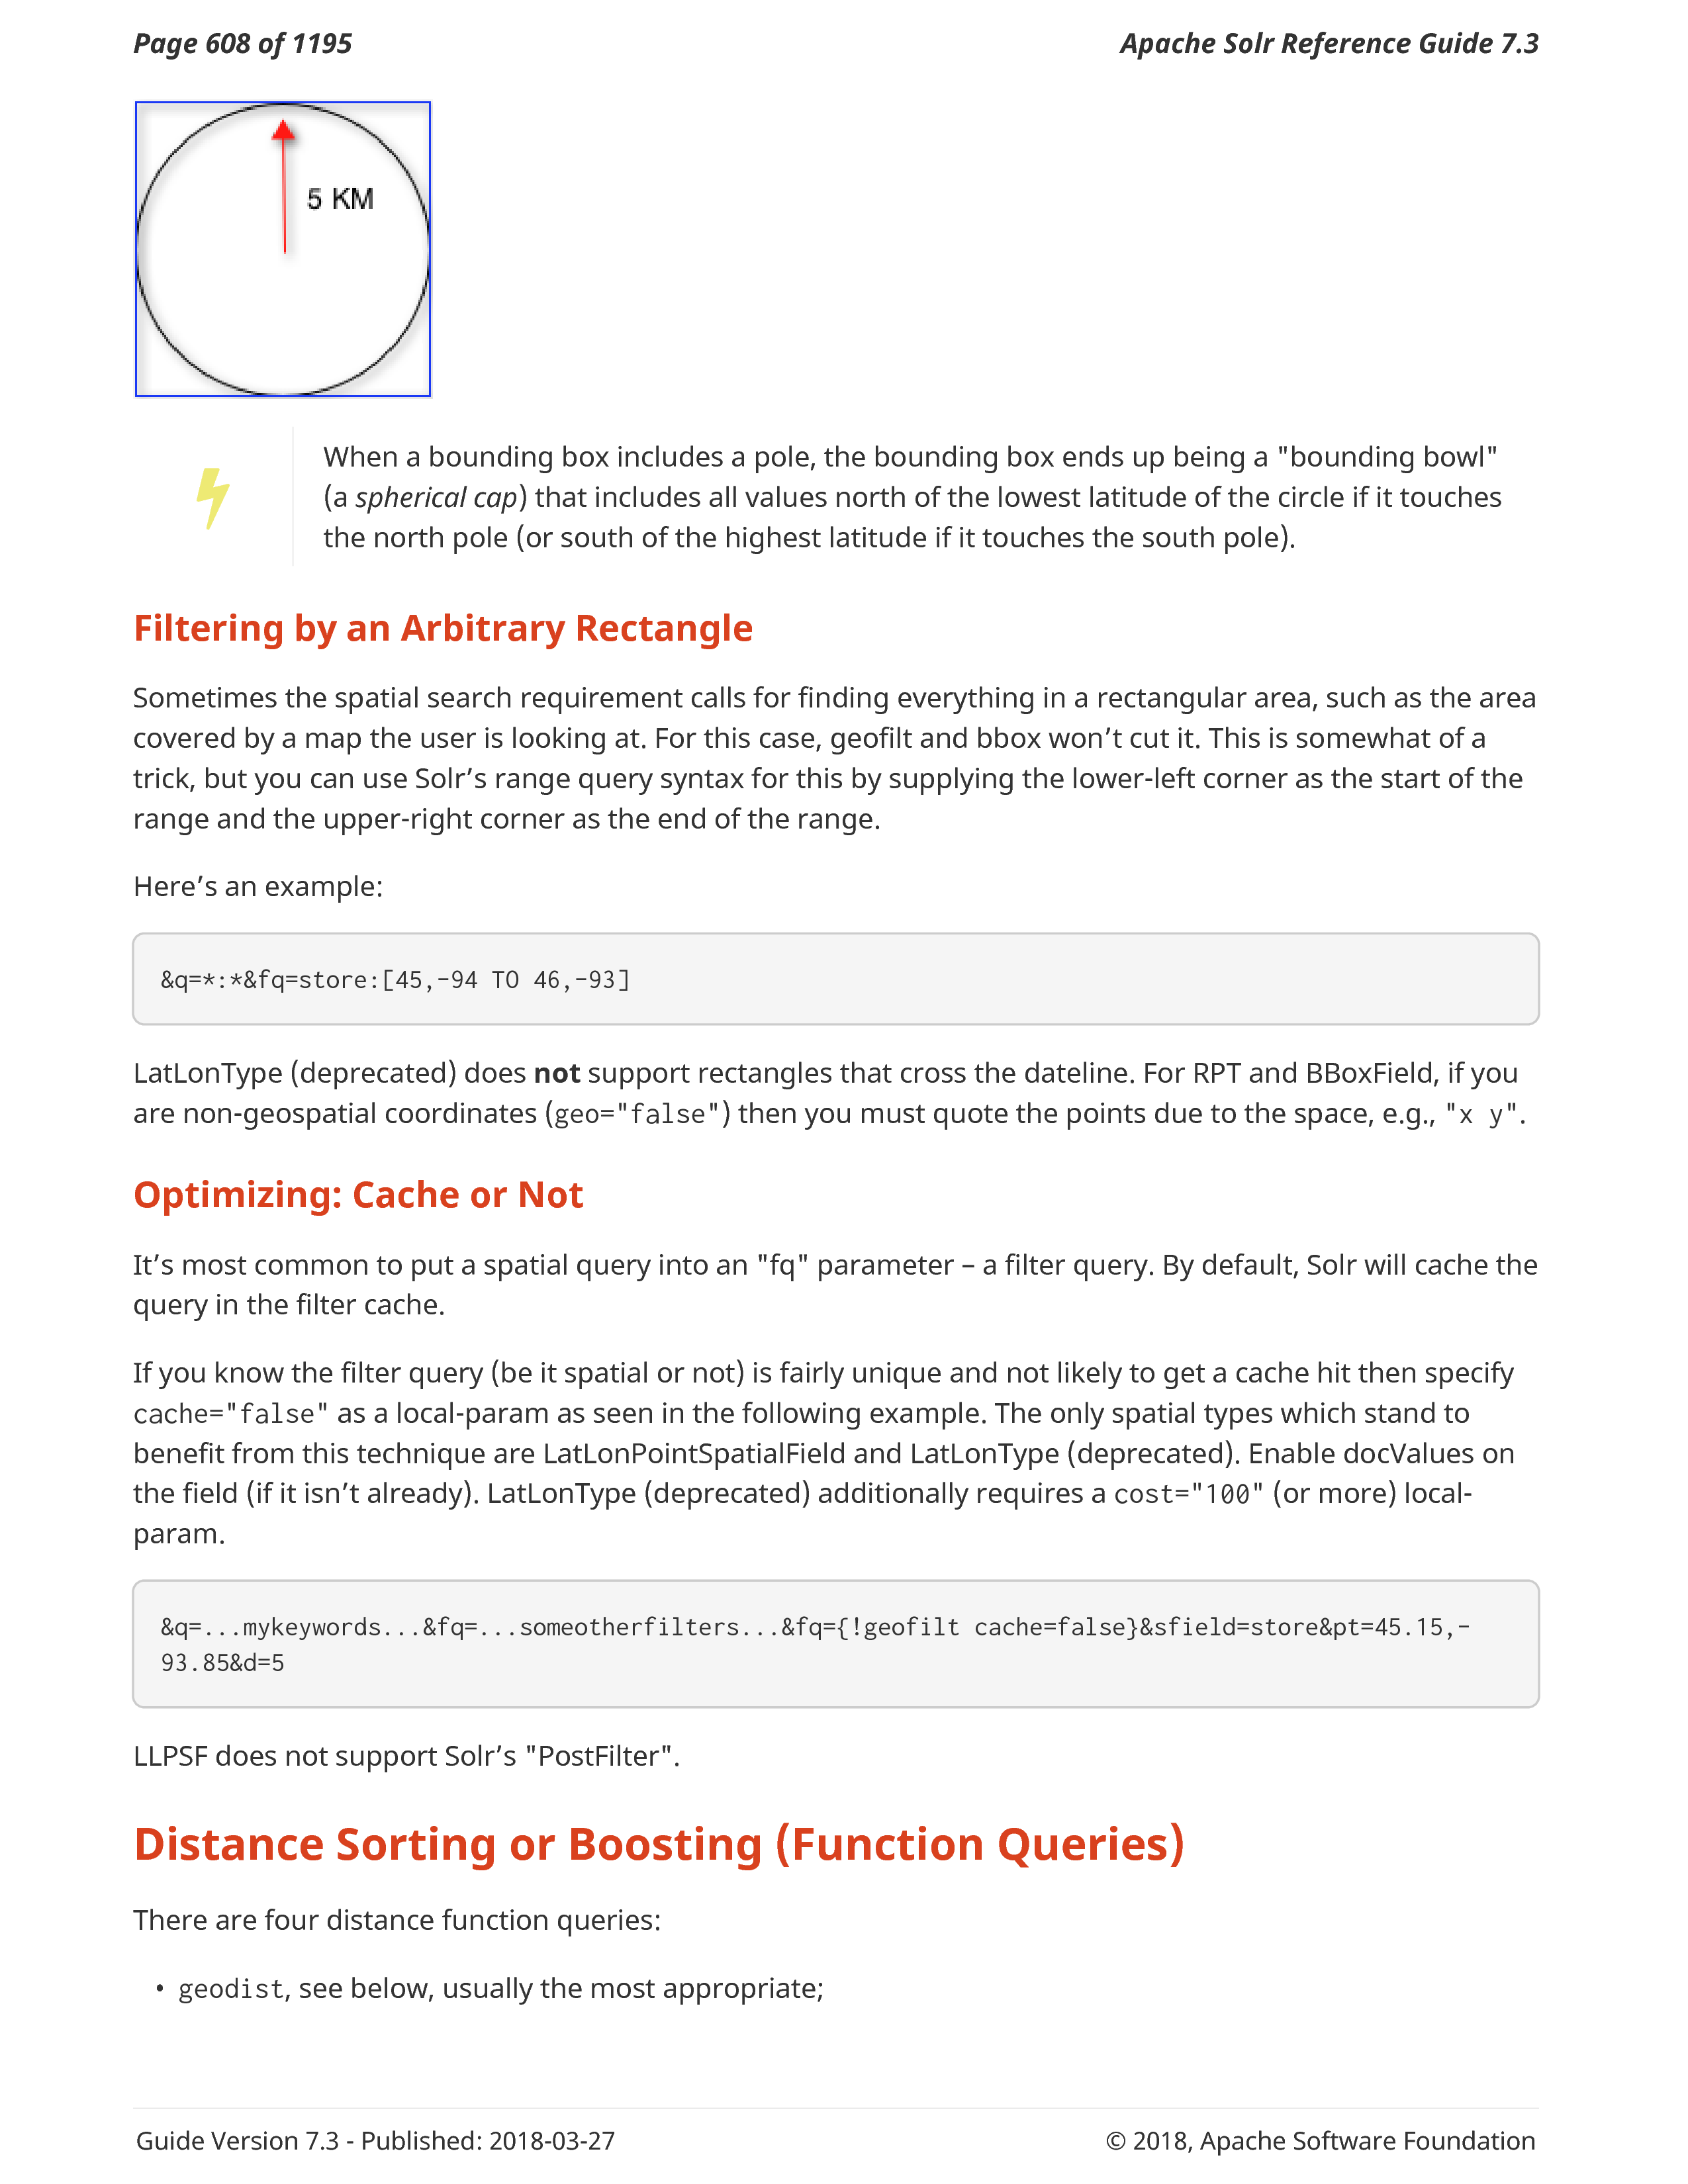 Page 608 of 1195
Apache Solr Reference Guide 7.3
5 KM
When a bounding box includes a pole, the bounding box ends up being a "bounding bowl"
(a spherical cap) that includes all values north of the lowest latitude of the circle if it touches
the north pole (or south of the highest latitude if it touches the south pole).
Filtering by an Arbitrary Rectangle
Sometimes the spatial search requirement calls for finding everything in a rectangular area, such as the area
covered by a map the user is looking at. For this case, geofilt and bbox won’t cut it. This is somewhat of a
trick, but you can use Solr’s range query syntax for this by supplying the lower-left corner as the start of the
range and the upper-right corner as the end of the range.
Here’s an example:
&q=*:*&fq=store:[45,-94 TO 46,-93]
LatLonType (deprecated) does not support rectangles that cross the dateline. For RPT and BBoxField, if you
are non-geospatial coordinates (geo="false") then you must quote the points due to the space, e.g., "x y".
Optimizing: Cache or Not
It’s most common to put a spatial query into an "fq" parameter – a filter query. By default, Solr will cache the
query in the filter cache.
If you know the filter query (be it spatial or not) is fairly unique and not likely to get a cache hit then specify
cache="false" as a local-param as seen in the following example. The only spatial types which stand to
benefit from this technique are LatLonPointSpatialField and LatLonType (deprecated). Enable docValues on
the field (if it isn’t already). LatLonType (deprecated) additionally requires a cost="100" (or more) local-
param.
&q=...mykeywords...&fq=...someotherfilters...&fq={!geofilt cache=false}&sfield=store&pt=45.15,-
93.85&d=5
LLPSF does not support Solr’s "PostFilter".
Distance Sorting or Boosting (Function Queries)
There are four distance function queries:
• geodist, see below, usually the most appropriate;
Guide Version 7.3 - Published: 2018-03-27
© 2018, Apache Software Foundation